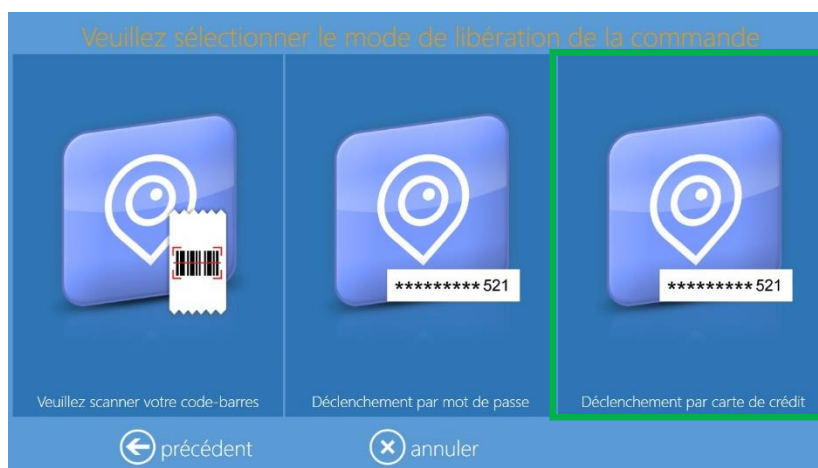 Veuillez sélectionner le mode de libération de la commande
*********521
*********521
Veuillez scanner votre code-barres
Déclenchement par mot de passe
Déclenchement par carte de crédit
précédent
annuler